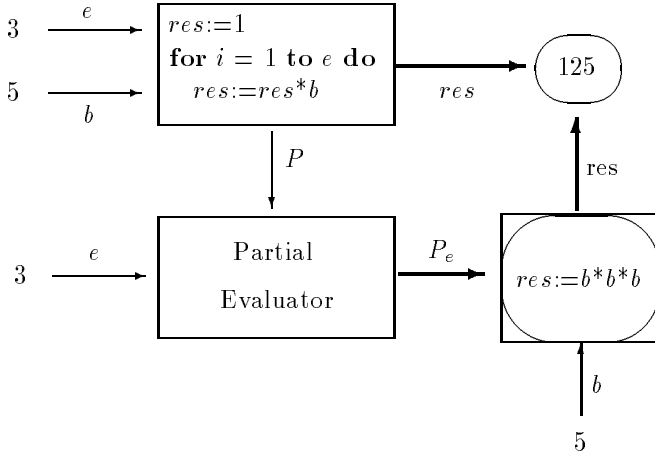 3
e
res:=1
for i = 1 to e do
res:=res*b
5
b
res
125
P
res
3
e
Partial
Evaluator
P_e
res:=b*b*b
b
5